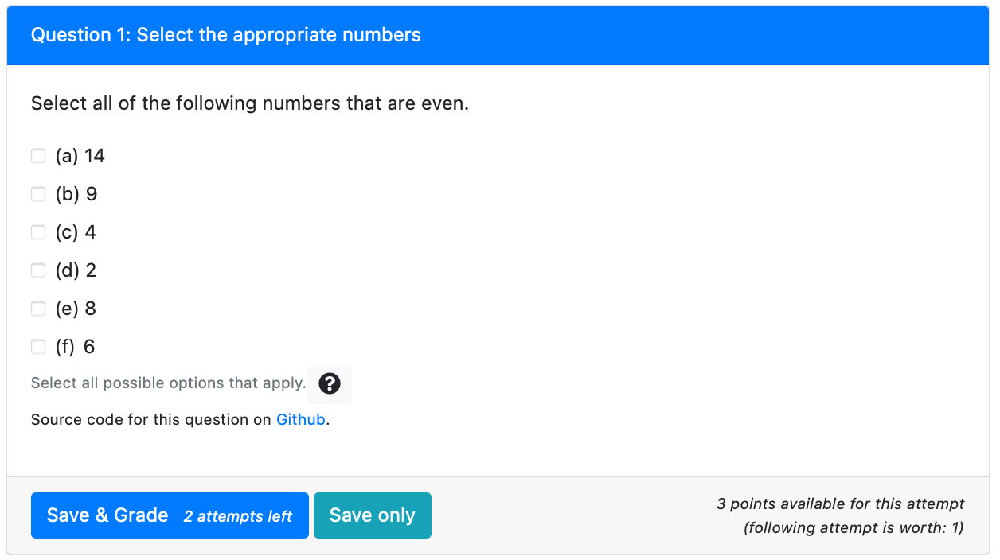 Question 1: Select the appropriate numbers
Select all of the following numbers that are even.
(a) 14
(b) 9
(c) 4
(d) 2
(e) 8
(f) 6
Select all possible options that apply. ?
Source code for this question on Github.
Save & Grade 2 attempts left Save only
3 points available for this attempt
(following attempt is worth: 1)